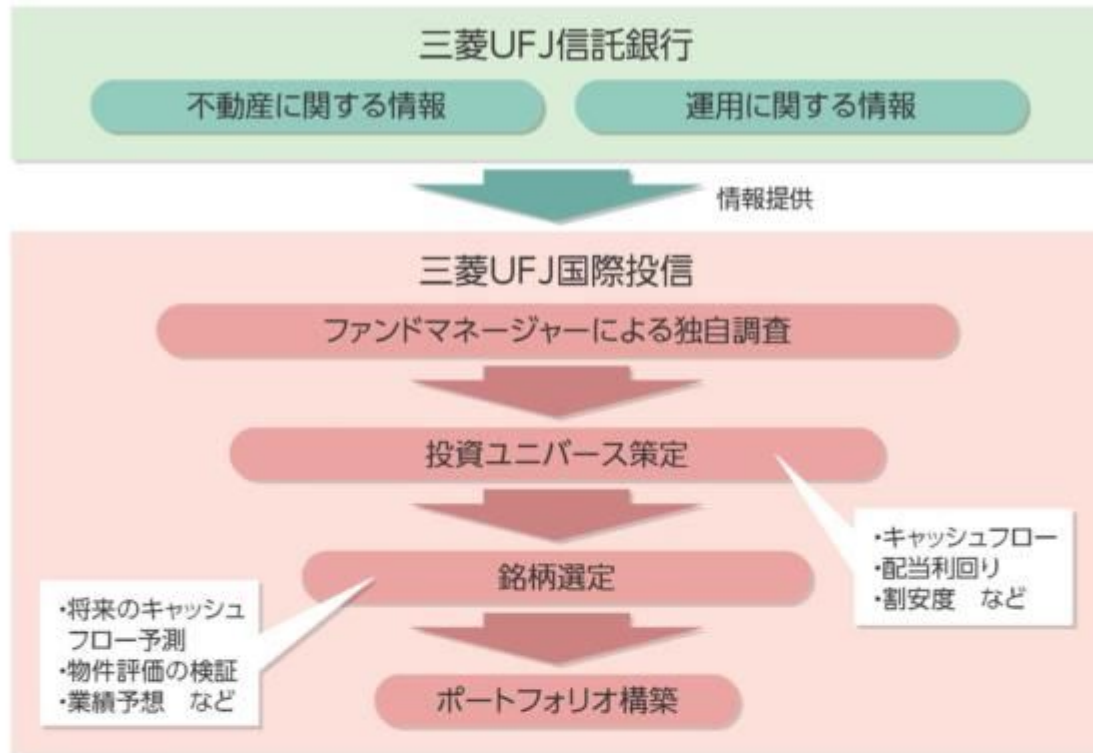 三菱UFJ信託銀行
不動産に関する情報
運用に関する情報
情報提供
三菱UFJ国際投信
ファンドマネージャーによる独自調査
投資ユニバース策定
・キャッシュフロー
・配当利回り
・割安度　など
銘柄選定
・将来のキャッシュ
フロー予測
・物件評価の検証
・業績予想　など
ポートフォリオ構築